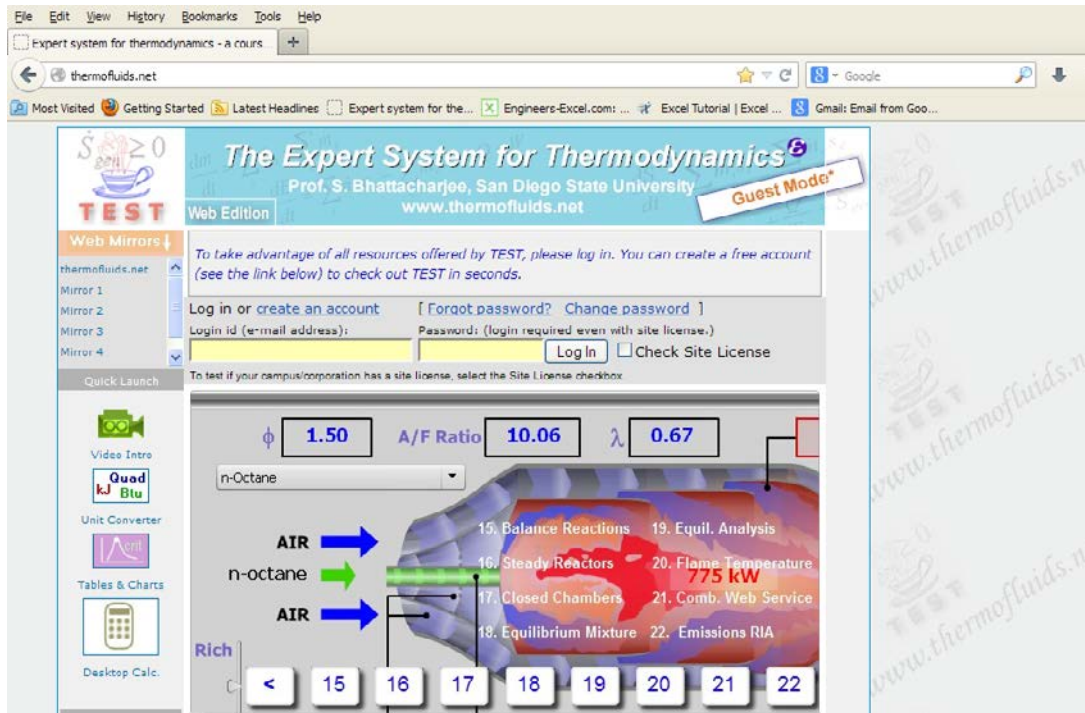 File Edit View History Bookmarks Tools Help
Expert system for thermodynamics - a cours...
thermofluids.net
Google
Most Visited Getting Started Latest Headlines Expert system for the... Engineers-Excel.com: ... Excel Tutorial | Excel ... Gmail: Email from Goo...
TEST
The Expert System for Thermodynamics
Prof. S. Bhattacharjee, San Diego State University
www.thermofluids.net
Web Edition
Guest Mode*
Web Mirrors
thermofluids.net
Mirror 1
Mirror 2
Mirror 3
Mirror 4
To take advantage of all resources offered by TEST, please log in. You can create a free account
(see the link below) to check out TEST in seconds.
Log in or create an account [ Forgot password? Change password ]
Login id (e-mail address): Password: (login required even with site license.)
Log In Check Site License
To test if your campus/corporation has a site license, select the Site License checkbox
Quick Launch
Video Intro
Quad
kJ Btu
Unit Converter
crit
Tables & Charts
Desktop Calc.
ϕ 1.50 A/F Ratio 10.06 λ 0.67
n-Octane
AIR
n-octane
AIR
15. Balance Reactions 19. Equil. Analysis
16. Steady Reactors 20. Flame Temperature
775 kW
17. Closed Chambers 21. Comb. Web Service
18. Equilibrium Mixture 22. Emissions RIA
Rich
< 15 16 17 18 19 20 21 22
TEST
www.thermofluids.n
TEST
www.thermofluids.n
TEST
www.thermofluids.n